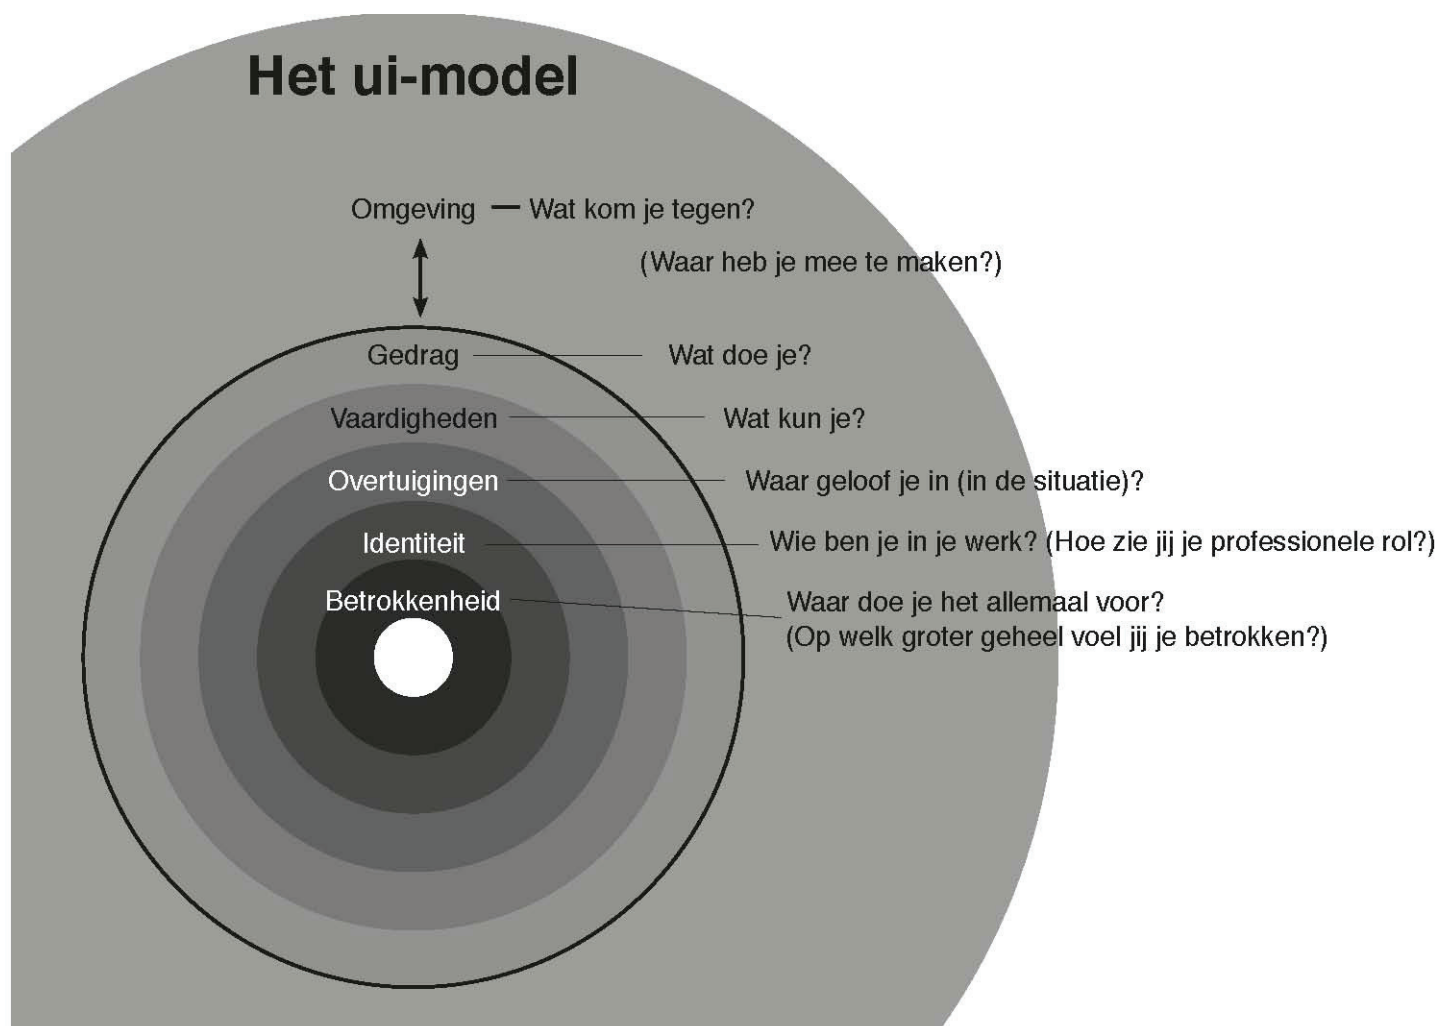 Het ui-model
Omgeving — Wat kom je tegen?
(Waar heb je mee te maken?)
Gedrag Wat doe je?
Vaardigheden Wat kun je?
Overtuigingen Waar geloof je in (in de situatie)?
Identiteit Wie ben je in je werk? (Hoe zie jij je professionele rol?)
Betrokkenheid Waar doe je het allemaal voor?
(Op welk groter geheel voel jij je betrokken?)